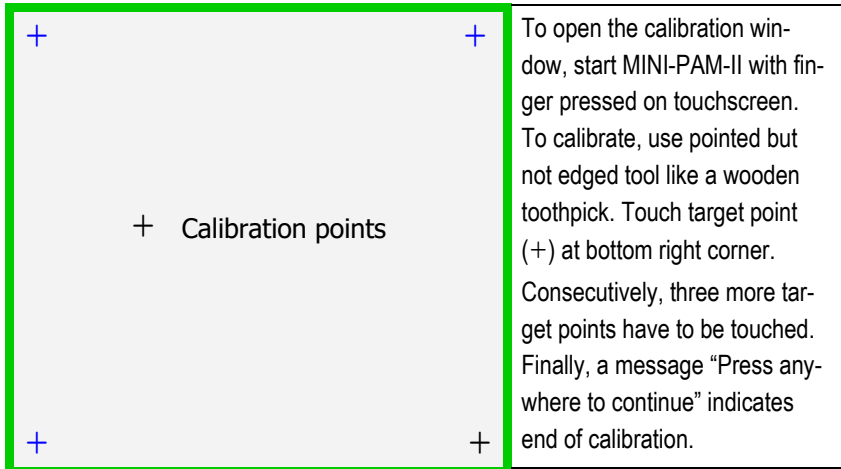 + Calibration points
To open the calibration win-
dow, start MINI-PAM-II with fin-
ger pressed on touchscreen.
To calibrate, use pointed but
not edged tool like a wooden
toothpick. Touch target point
(+) at bottom right corner.
Consecutively, three more tar-
get points have to be touched.
Finally, a message “Press any-
where to continue” indicates
end of calibration.